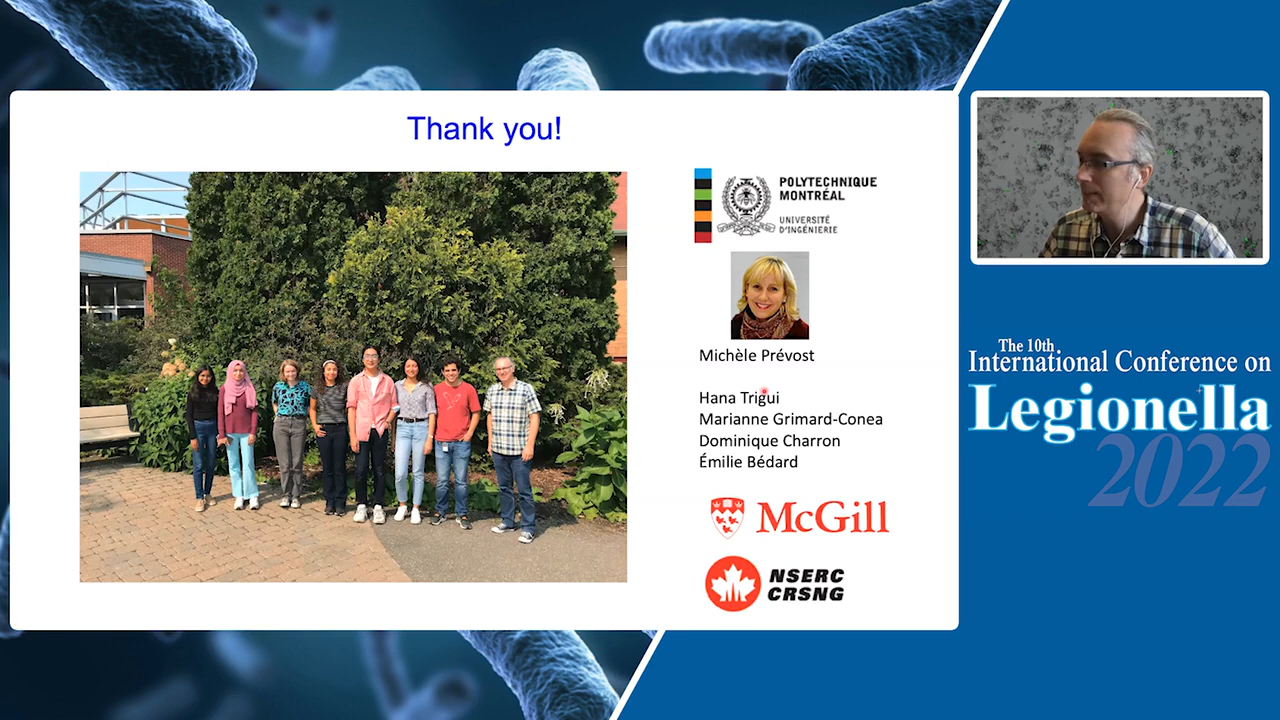 Thank you!
POLYTECHNIQUE
MONTRÉAL
UNIVERSITÉ
D'INGÉNIERIE
Michèle Prévost
Hana Trigui
Marianne Grimard-Conea
Dominique Charron
Émilie Bédard
McGill
NSERC
CRSNG
The 10th
International Conference on
Legionella
2022